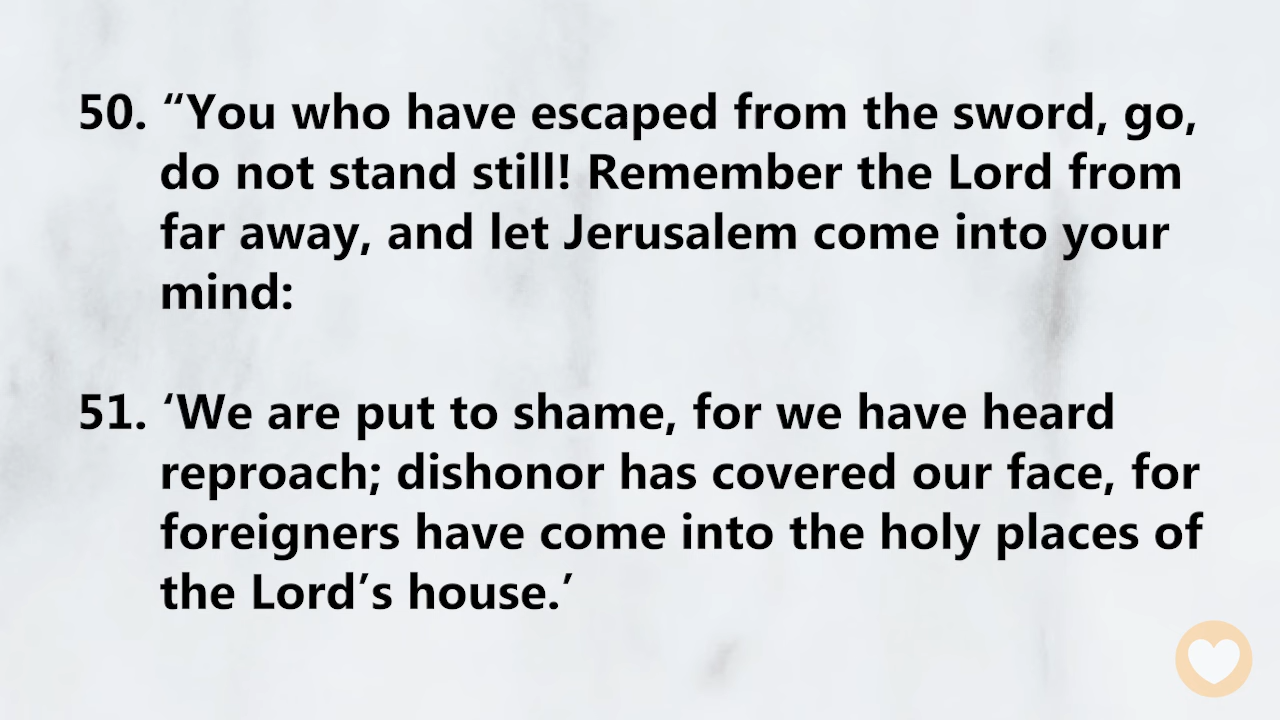 50. “You who have escaped from the sword, go,
do not stand still! Remember the Lord from
far away, and let Jerusalem come into your
mind:
51. ‘We are put to shame, for we have heard
reproach; dishonor has covered our face, for
foreigners have come into the holy places of
the Lord’s house.’